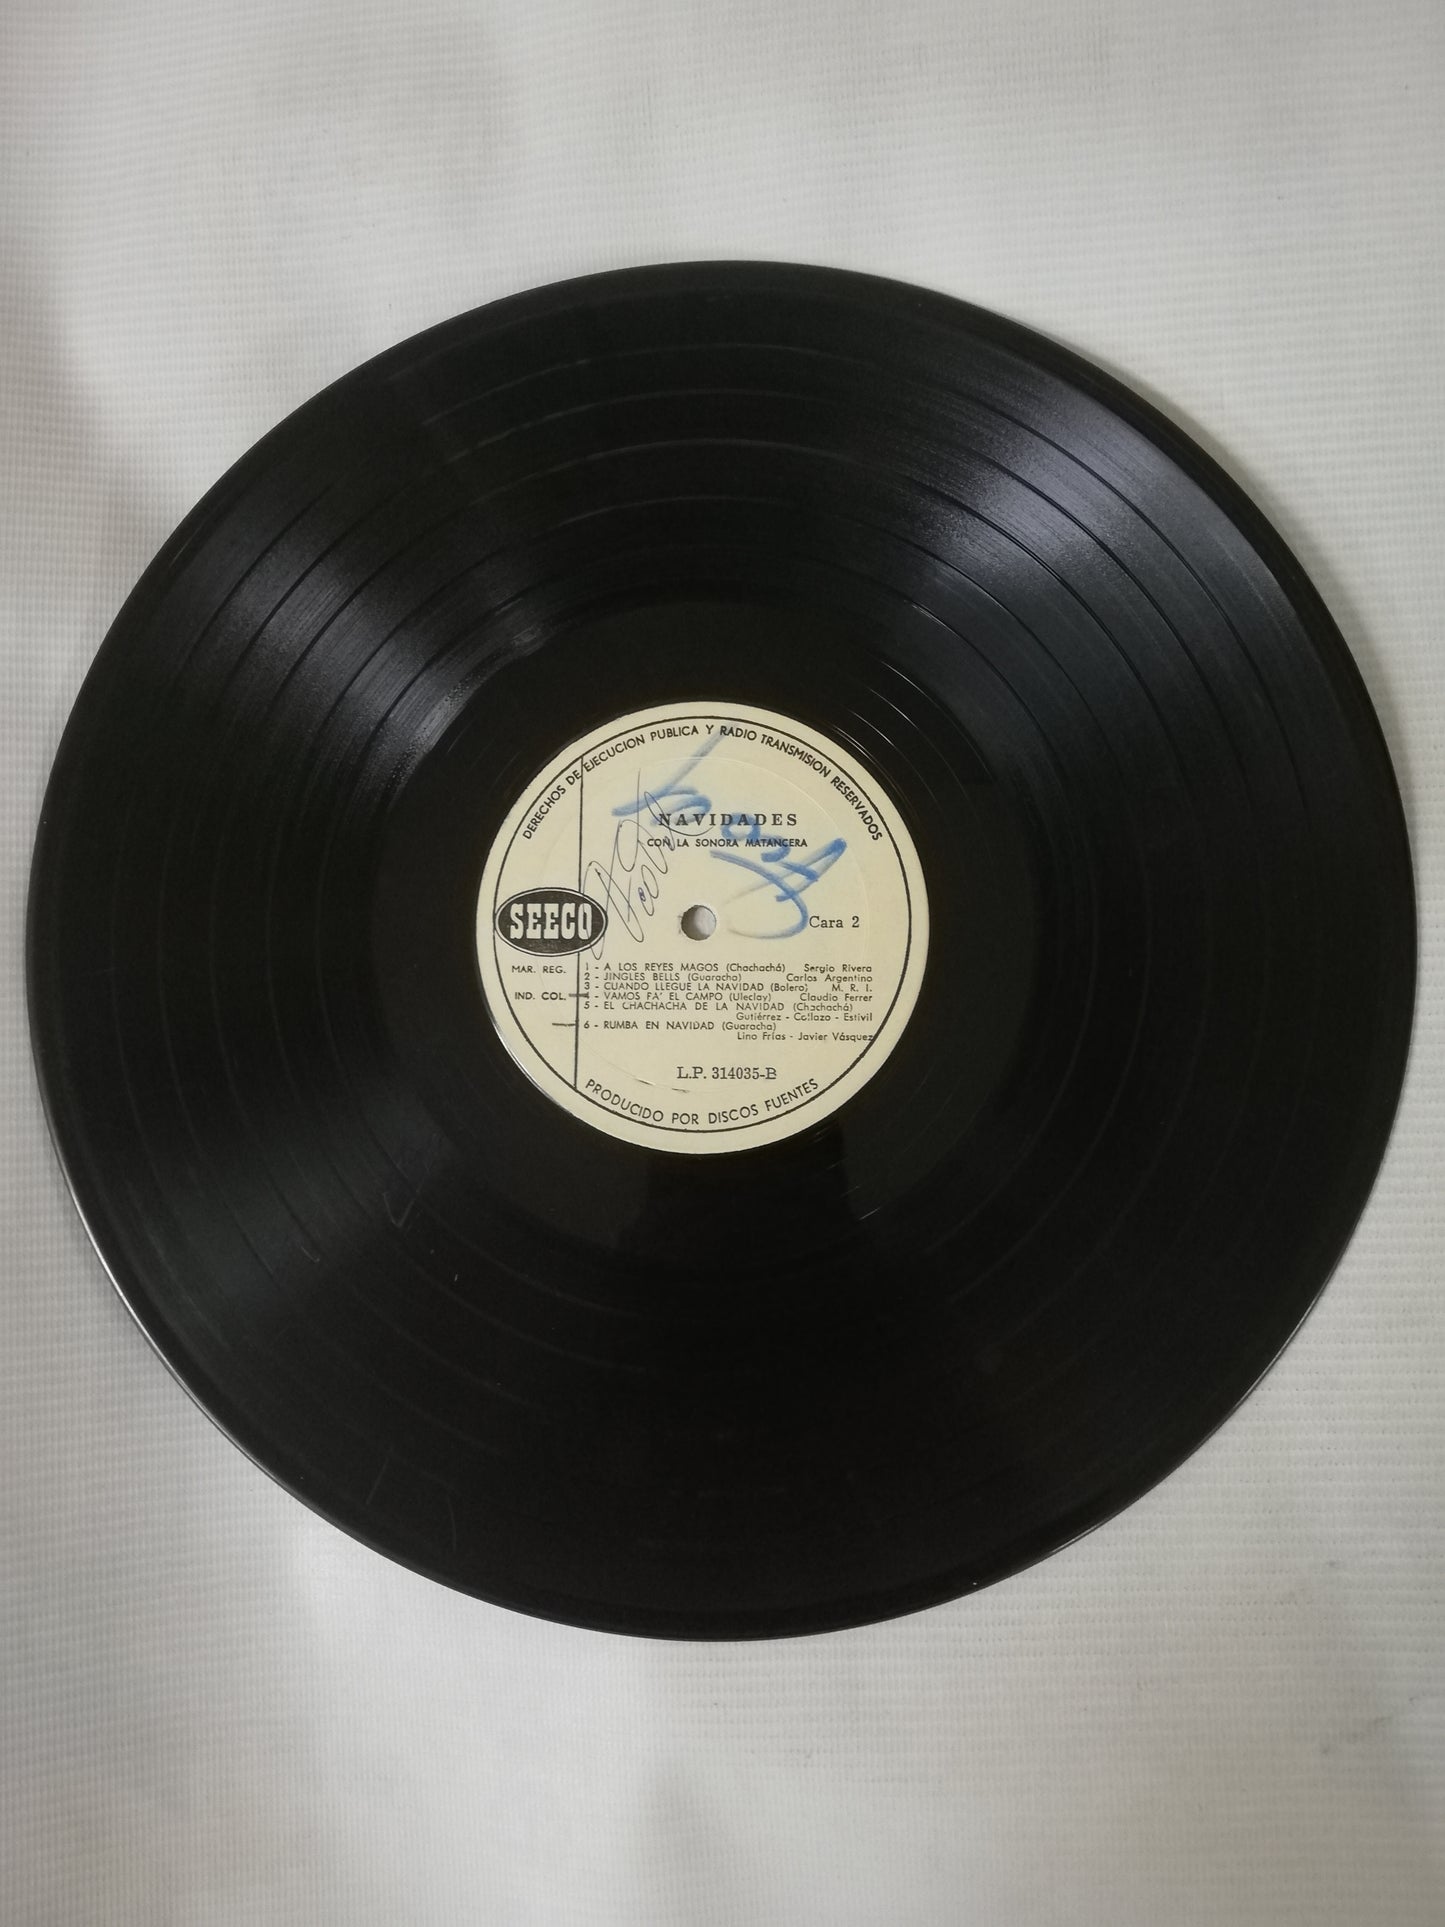 DERECHOS DE EJECUCION PUBLICA Y RADIO TRANSMISION RESERVADOS
NAVIDADES
CON LA SONORA MATANCERA
SEECO
Cara 2
MAR. REG.
IND. COL.
1 - A LOS REYES MAGOS (Chachachá) Sergio Rivera
2 - JINGLES BELLS (Guaracha) Carlos Argentino
3 - CUANDO LLEGUE LA NAVIDAD (Bolero) M. R. I.
4 - VAMOS FA' EL CAMPO (Uleclay) Claudio Ferrer
5 - EL CHACHACHA DE LA NAVIDAD (Chachachá)
Gutiérrez - Collazo - Estivil
6 - RUMBA EN NAVIDAD (Guaracha)
Lino Frías - Javier Vásquez
L.P. 314035-B
PRODUCIDO POR DISCOS FUENTES